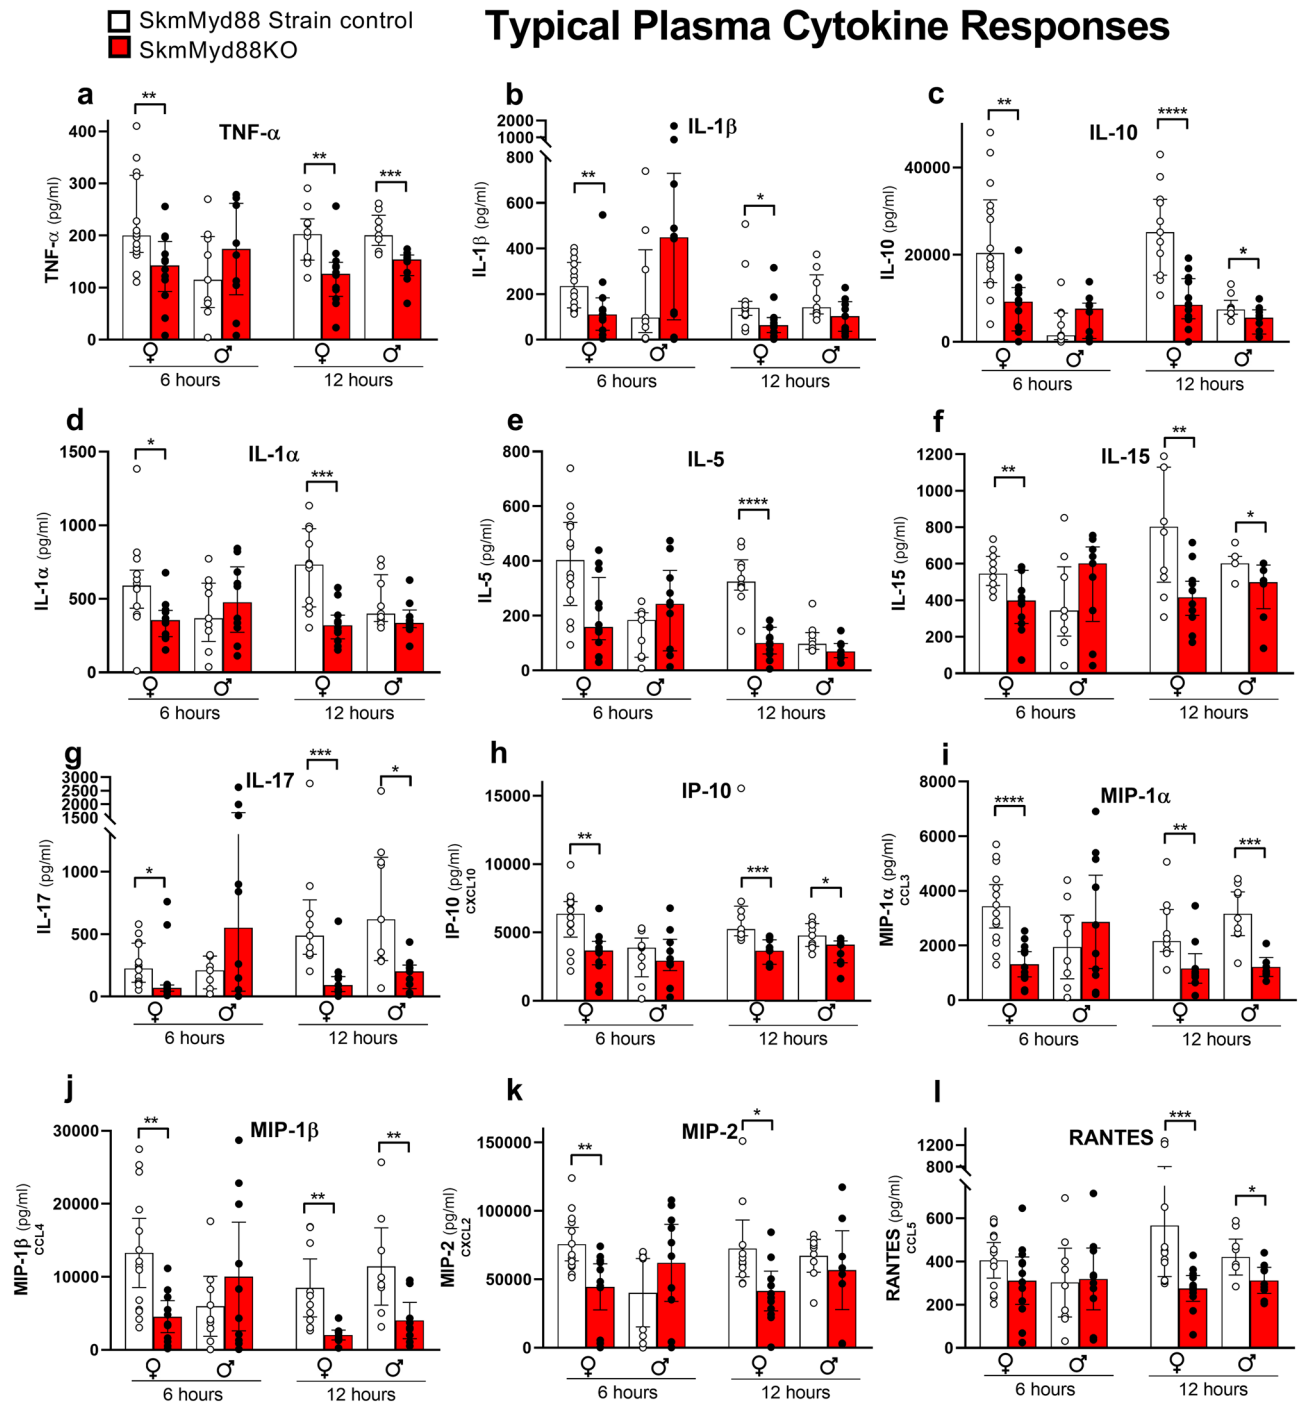 SkmMyd88 Strain control
SkmMyd88KO
Typical Plasma Cytokine Responses
a
TNF-α
TNF-α (pg/ml)
400
300
200
100
0
**
**
***
♀ ♂ ♀ ♂
6 hours 12 hours
b
IL-1β
IL-1β (pg/ml)
2000
1000
800
600
400
200
0
**
*
♀ ♂ ♀ ♂
6 hours 12 hours
c
IL-10
IL-10 (pg/ml)
40000
20000
0
**
****
*
♀ ♂ ♀ ♂
6 hours 12 hours
d
IL-1α
IL-1α (pg/ml)
1500
1000
500
0
*
***
♀ ♂ ♀ ♂
6 hours 12 hours
e
IL-5
IL-5 (pg/ml)
800
600
400
200
0
****
♀ ♂ ♀ ♂
6 hours 12 hours
f
IL-15
IL-15 (pg/ml)
1200
1000
800
600
400
200
0
**
**
*
♀ ♂ ♀ ♂
6 hours 12 hours
g
IL-17
IL-17 (pg/ml)
3000
2500
2000
1500
1000
500
0
*
***
*
♀ ♂ ♀ ♂
6 hours 12 hours
h
IP-10
IP-10 (pg/ml)
CXCL10
15000
10000
5000
0
**
***
*
♀ ♂ ♀ ♂
6 hours 12 hours
i
MIP-1α
MIP-1α (pg/ml)
CCL3
8000
6000
4000
2000
0
****
**
***
♀ ♂ ♀ ♂
6 hours 12 hours
j
MIP-1β
MIP-1β (pg/ml)
CCL4
30000
20000
10000
0
**
**
**
♀ ♂ ♀ ♂
6 hours 12 hours
k
MIP-2
MIP-2 (pg/ml)
CXCL2
150000
100000
50000
0
**
*
♀ ♂ ♀ ♂
6 hours 12 hours
l
RANTES
RANTES (pg/ml)
CCL5
1200
800
600
400
200
0
***
*
♀ ♂ ♀ ♂
6 hours 12 hours